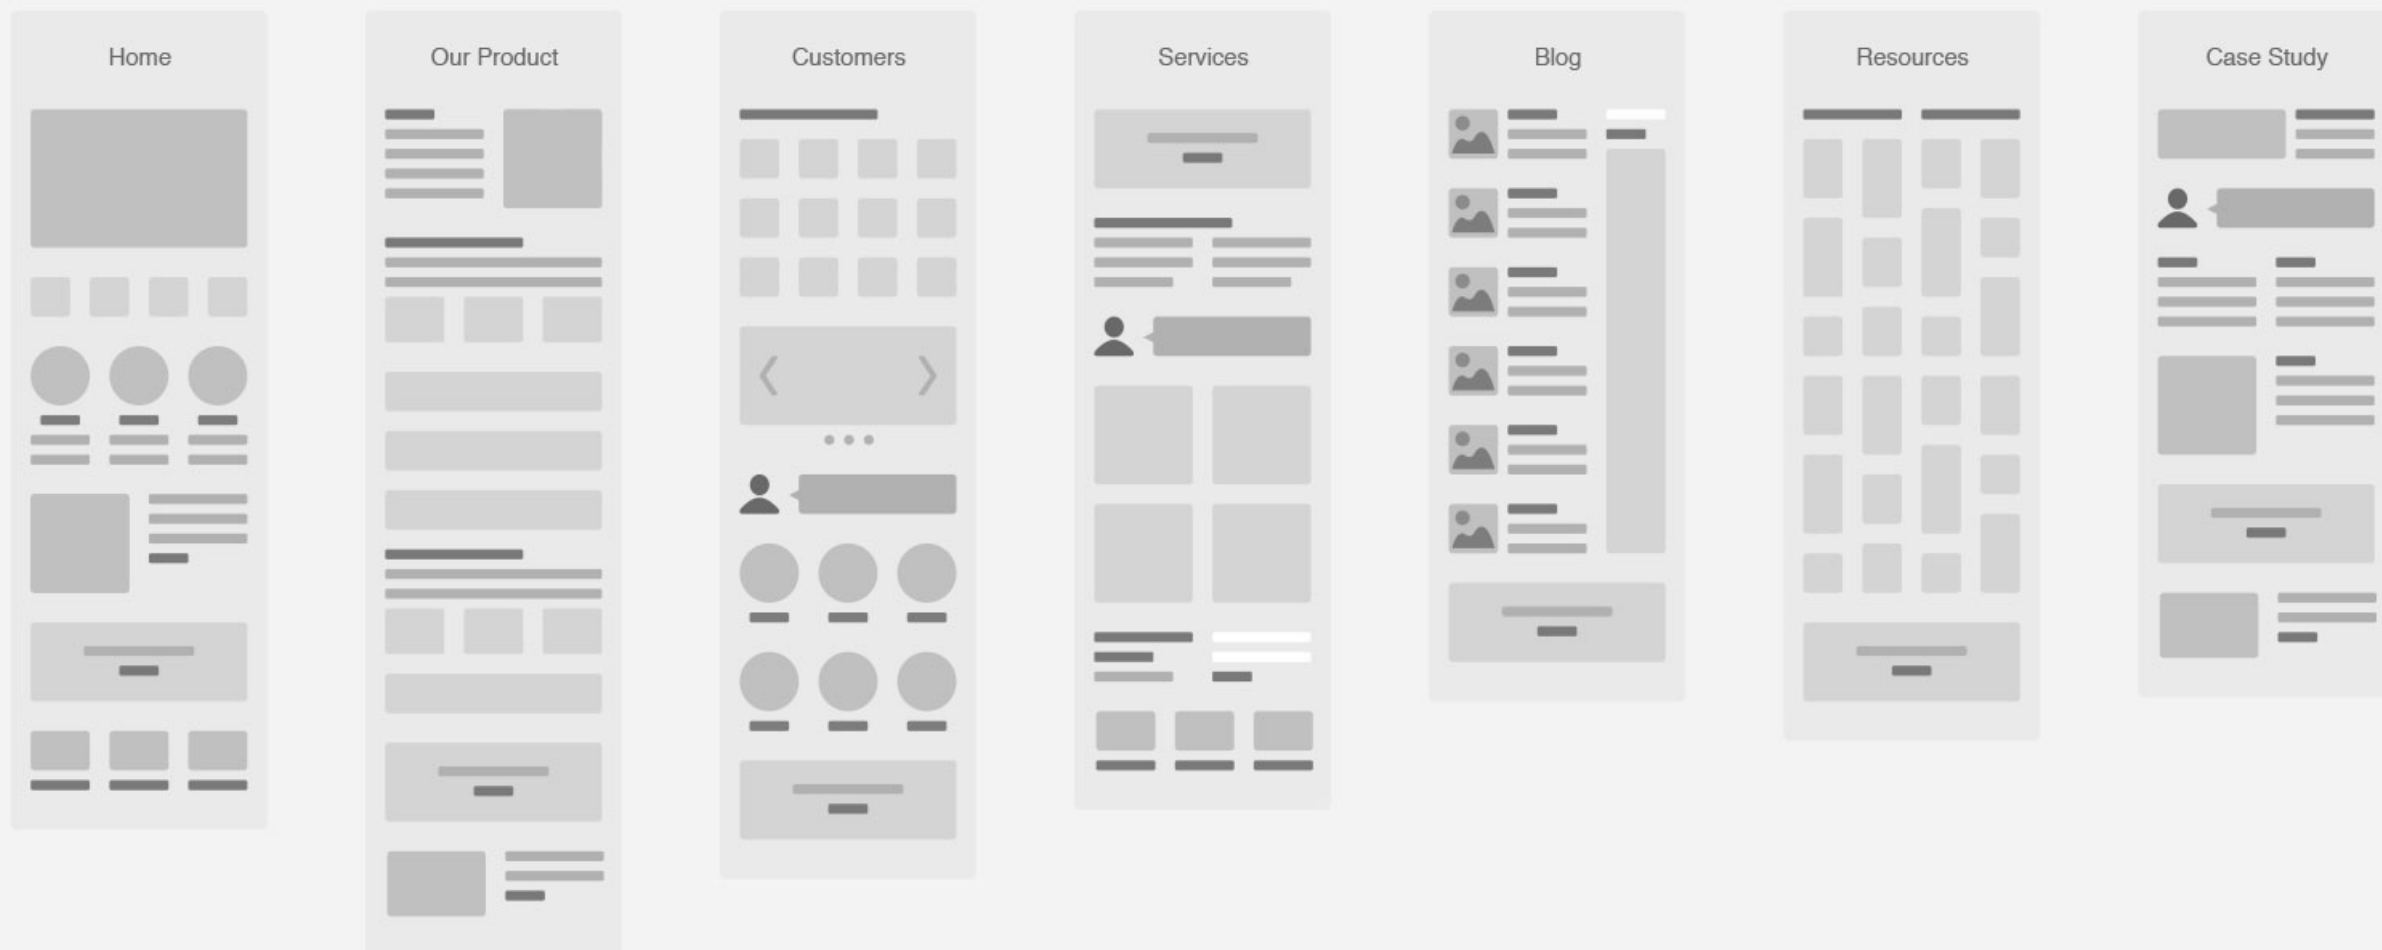 Home
Our Product
Customers
Services
Blog
Resources
Case Study